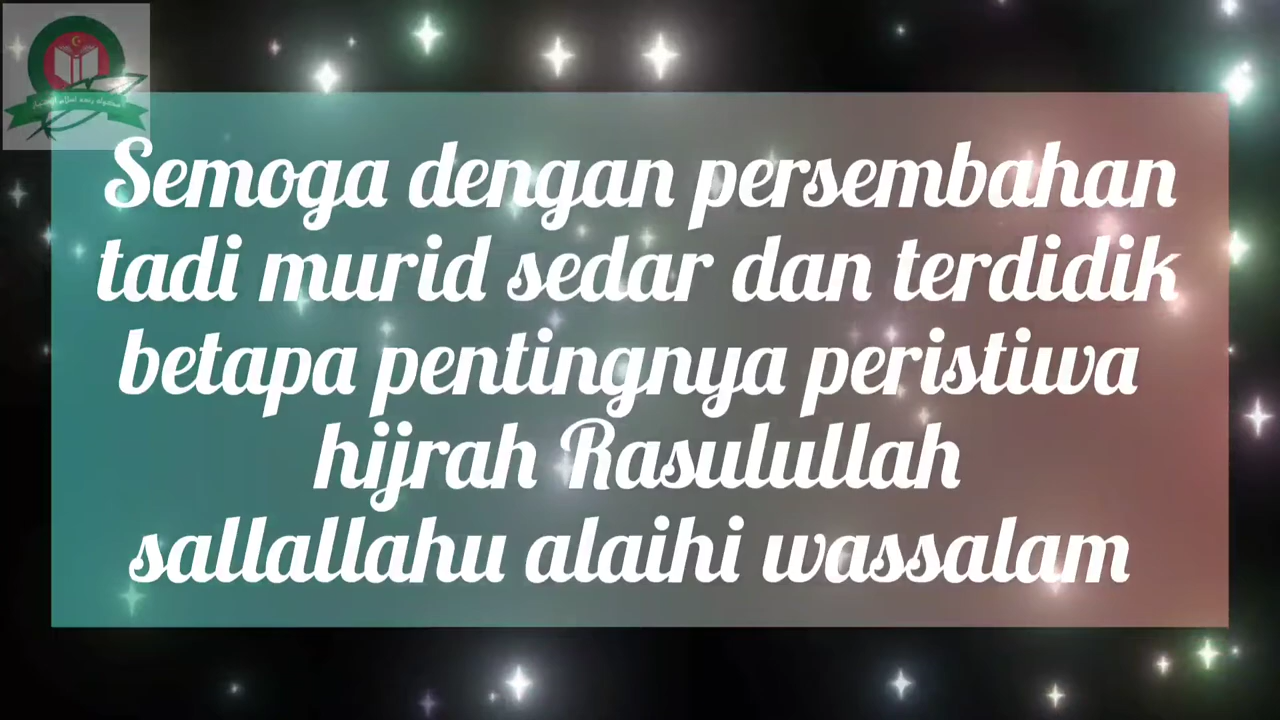 Semoga dengan persembahan
tadi murid sedar dan terdidik
betapa pentingnya peristiwa
hijrah Rasulullah
sallallahu alaihi wassalam